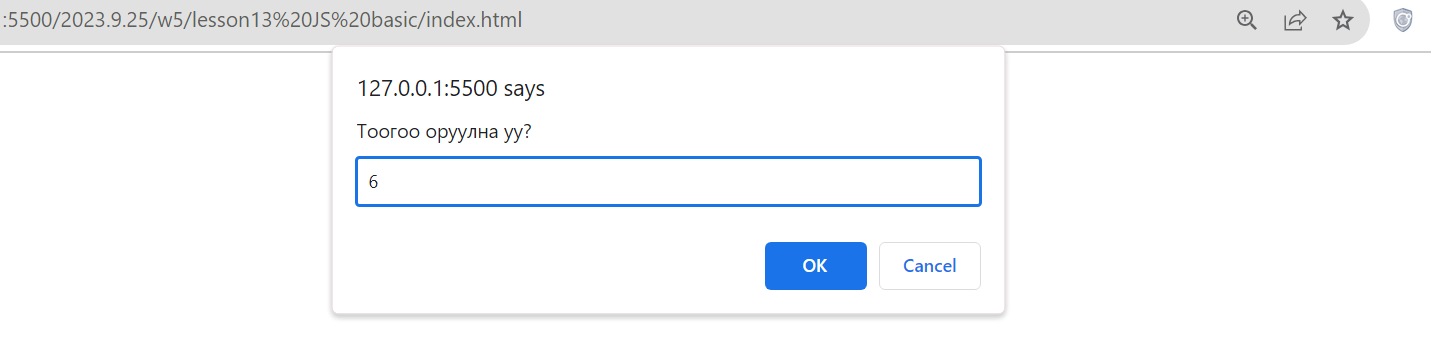 :5500/2023.9.25/w5/lesson13%20JS%20basic/index.html
127.0.0.1:5500 says
Тоогоо оруулна уу?
6
OK Cancel